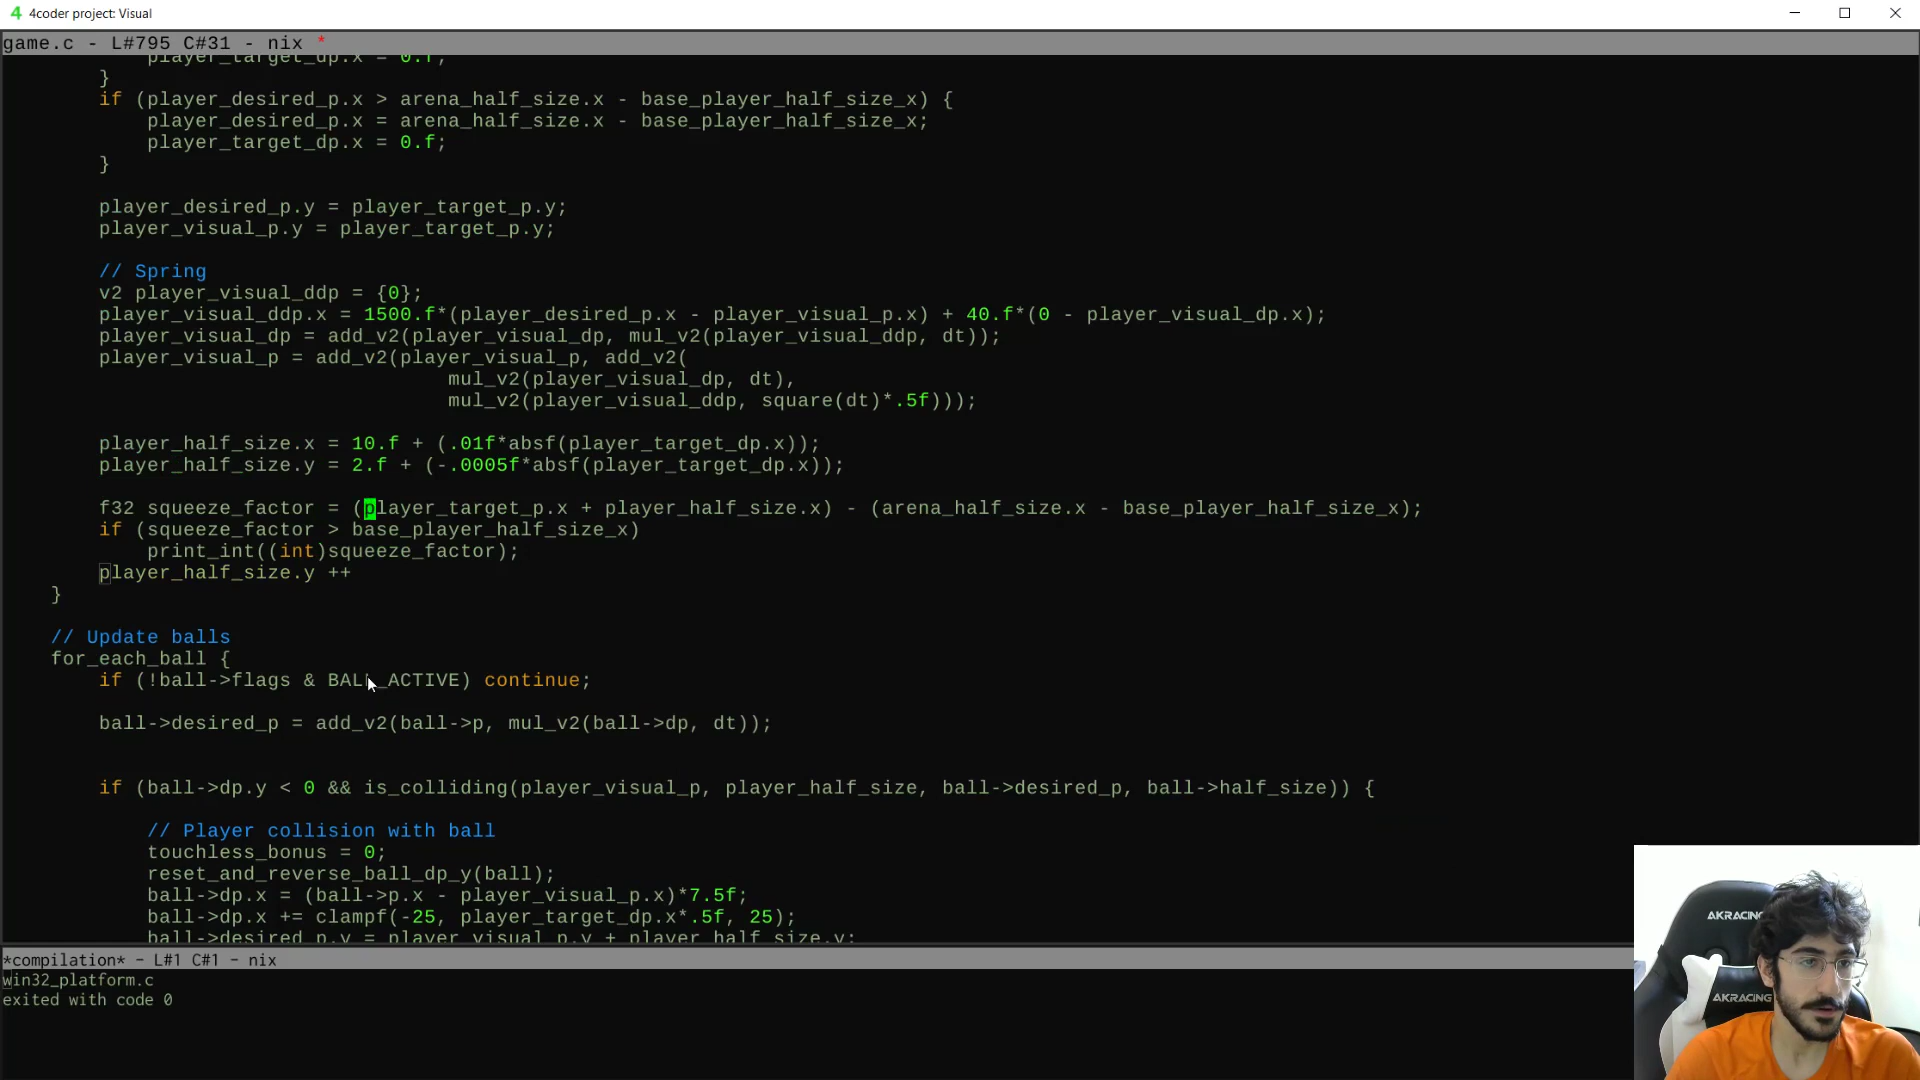 4coder project: Visual
game.c - L#795 C#31 - nix *
player_target_dp.x = 0.f;
}
if (player_desired_p.x > arena_half_size.x - base_player_half_size_x) {
player_desired_p.x = arena_half_size.x - base_player_half_size_x;
player_target_dp.x = 0.f;
}
player_desired_p.y = player_target_p.y;
player_visual_p.y = player_target_p.y;
// Spring
v2 player_visual_ddp = {0};
player_visual_ddp.x = 1500.f*(player_desired_p.x - player_visual_p.x) + 40.f*(0 - player_visual_dp.x);
player_visual_dp = add_v2(player_visual_dp, mul_v2(player_visual_ddp, dt));
player_visual_p = add_v2(player_visual_p, add_v2(
mul_v2(player_visual_dp, dt),
mul_v2(player_visual_ddp, square(dt)*.5f)));
player_half_size.x = 10.f + (.01f*absf(player_target_dp.x));
player_half_size.y = 2.f + (-.0005f*absf(player_target_dp.x));
f32 squeeze_factor = (player_target_p.x + player_half_size.x) - (arena_half_size.x - base_player_half_size_x);
if (squeeze_factor > base_player_half_size_x)
print_int((int)squeeze_factor);
player_half_size.y ++
}
// Update balls
for_each_ball {
if (!ball->flags & BALL_ACTIVE) continue;
ball->desired_p = add_v2(ball->p, mul_v2(ball->dp, dt));
if (ball->dp.y < 0 && is_colliding(player_visual_p, player_half_size, ball->desired_p, ball->half_size)) {
// Player collision with ball
touchless_bonus = 0;
reset_and_reverse_ball_dp_y(ball);
ball->dp.x = (ball->p.x - player_visual_p.x)*7.5f;
ball->dp.x += clampf(-25, player_target_dp.x*.5f, 25);
ball->desired_p.y = player_visual_p.y + player_half_size.y;
*compilation* - L#1 C#1 - nix
win32_platform.c
exited with code 0
AKRACING
AKRACING